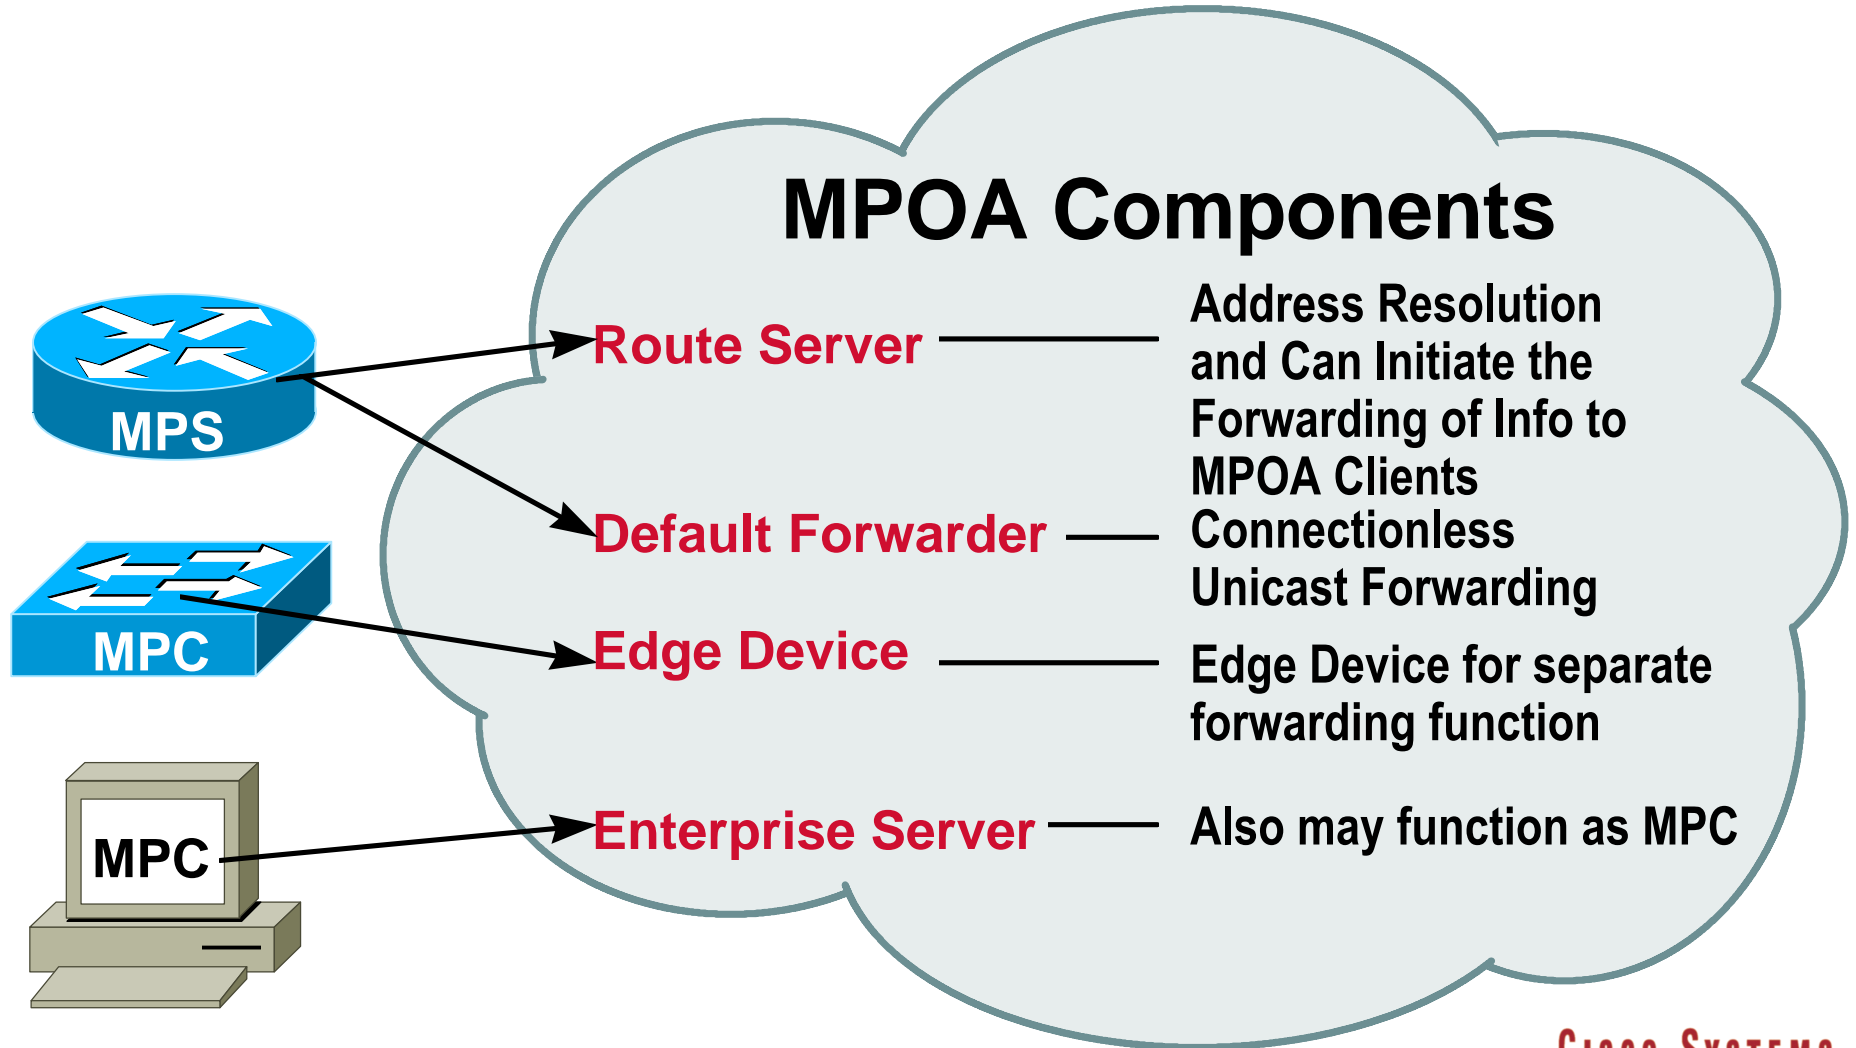 MPOA Components
MPS
Route Server
Address Resolution
and Can Initiate the
Forwarding of Info to
MPOA Clients
Default Forwarder
Connectionless
Unicast Forwarding
MPC
Edge Device
Edge Device for separate
forwarding function
MPC
Enterprise Server
Also may function as MPC
CISCO SYSTEMS